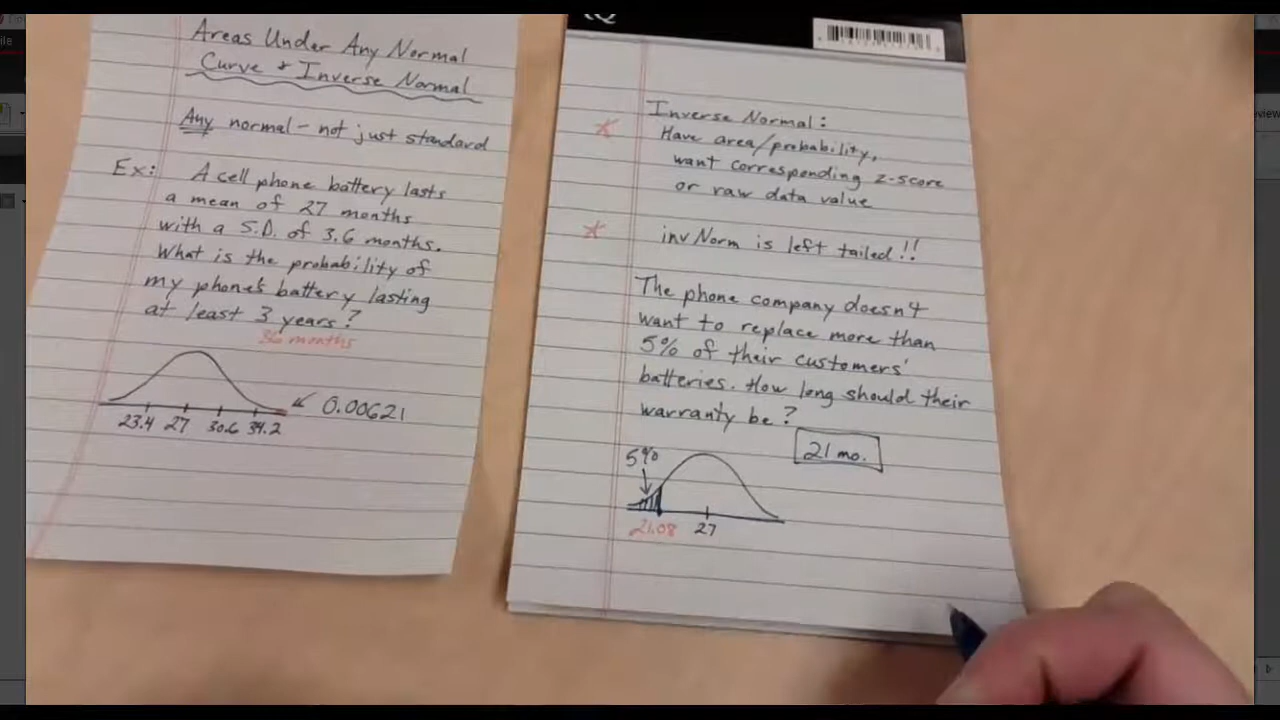 Areas Under Any Normal
Curve & Inverse Normal
Any normal - not just standard
Ex: A cell phone battery lasts
a mean of 27 months
with a S.D. of 3.6 months.
What is the probability of
my phone's battery lasting
at least 3 years?
36 months
0.00621
23.4 27 30.6 34.2
Inverse Normal:
Have area/probability,
want corresponding z-score
or raw data value
invNorm is left tailed!!
The phone company doesn't
want to replace more than
5% of their customers'
batteries. How long should their
warranty be?
21 mo.
5%
21.08 27